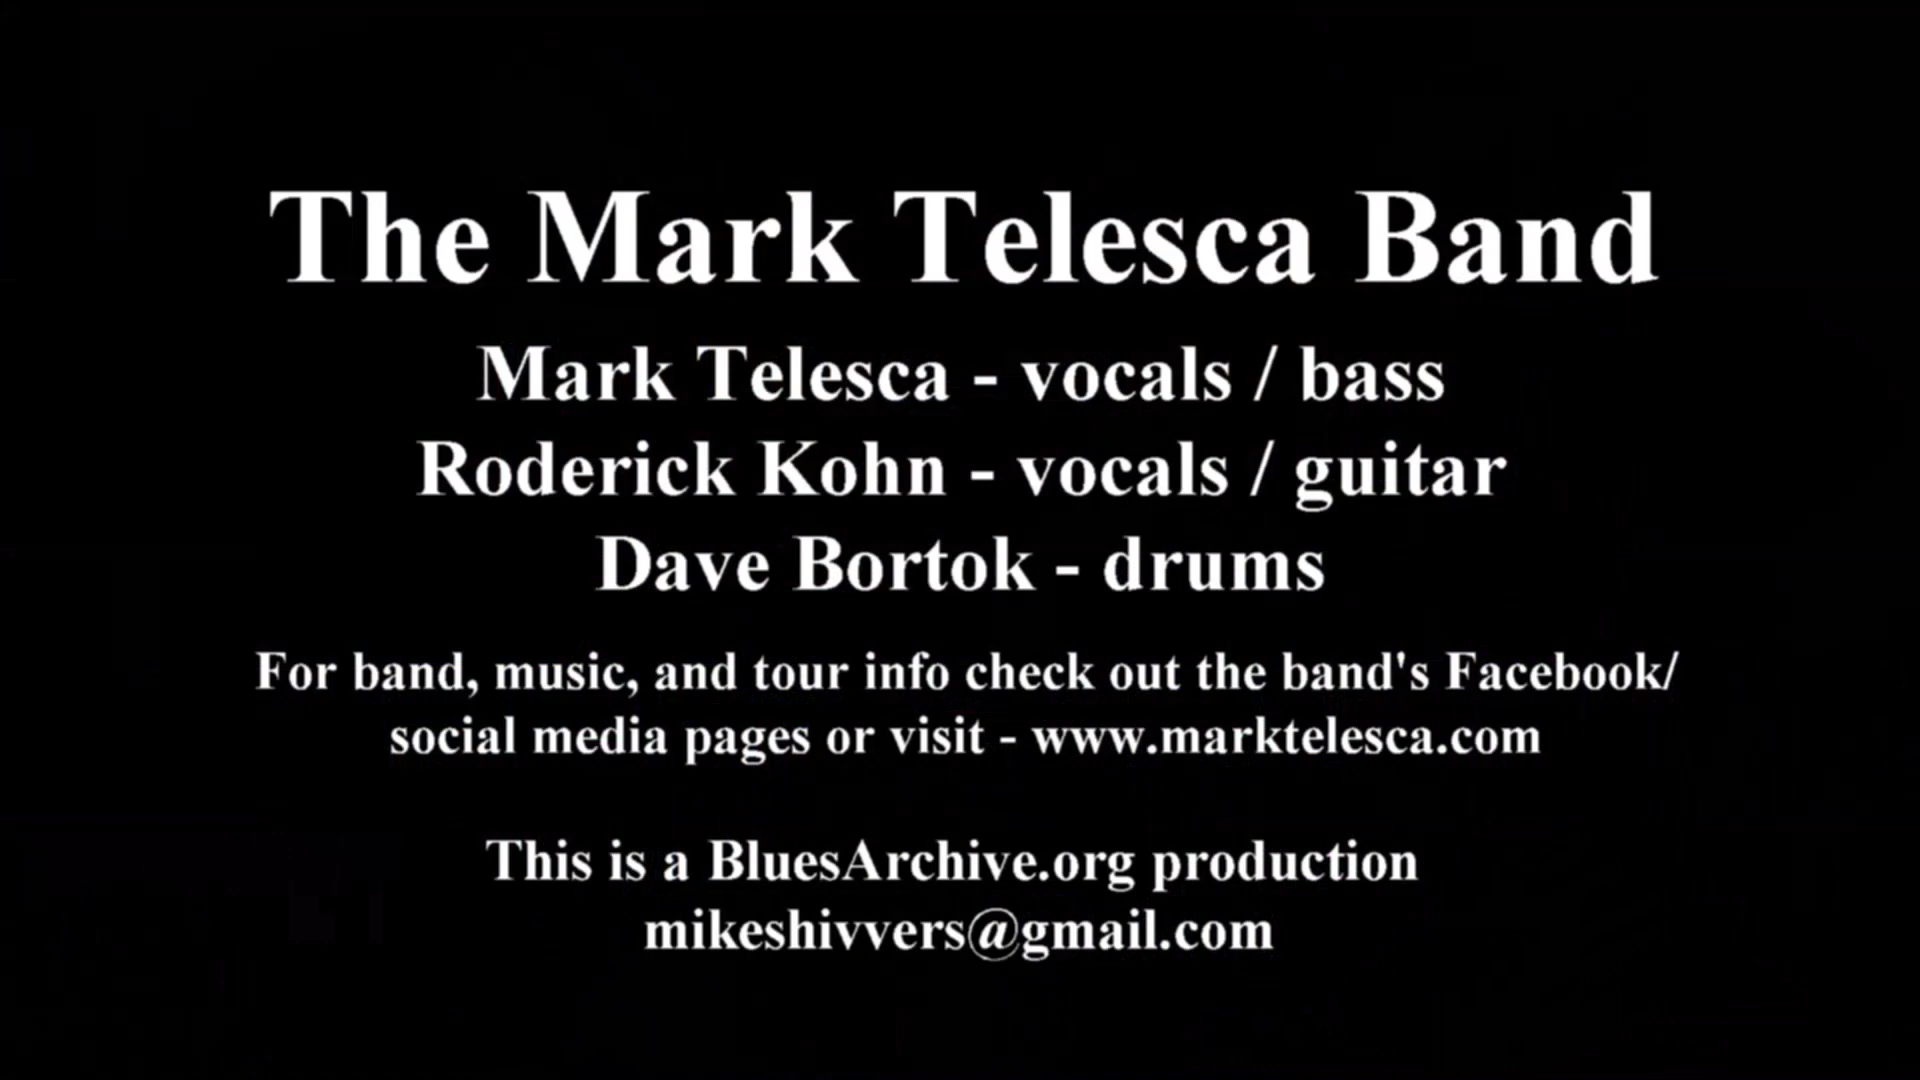 The Mark Telesca Band
Mark Telesca - vocals / bass
Roderick Kohn - vocals / guitar
Dave Bortok - drums
For band, music, and tour info check out the band's Facebook/
social media pages or visit - www.marktelesca.com
This is a BluesArchive.org production
mikeshivvers@gmail.com